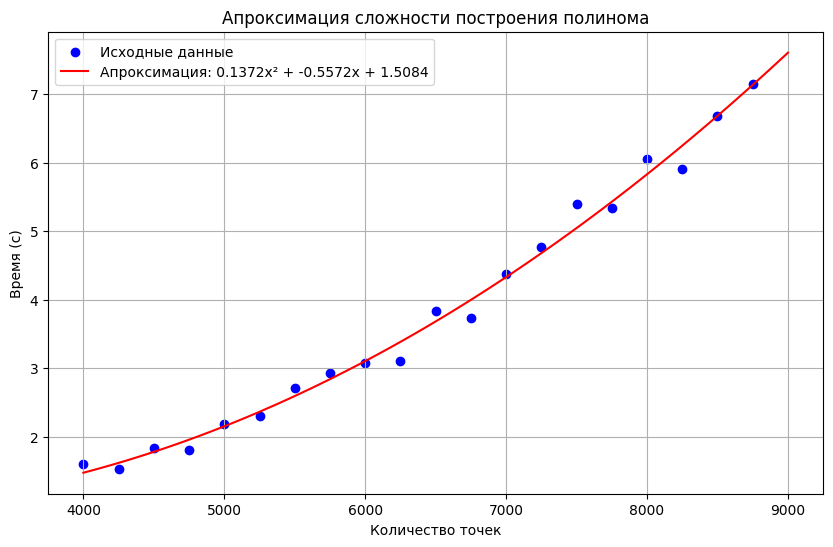 Апроксимация сложности построения полинома
Исходные данные
Апроксимация: 0.1372x² + -0.5572x + 1.5084
Время (с)
7
6
5
4
3
2
4000
5000
6000
7000
8000
9000
Количество точек